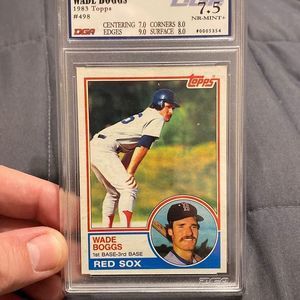 WADE BOGGS
1983 Topps
#498
DGA
CENTERING 7.0 CORNERS 8.0
EDGES 9.0 SURFACE 8.0
7.5
NR-MINT+
#0005354
Topps
WADE
BOGGS
1st BASE-3rd BASE
RED SOX